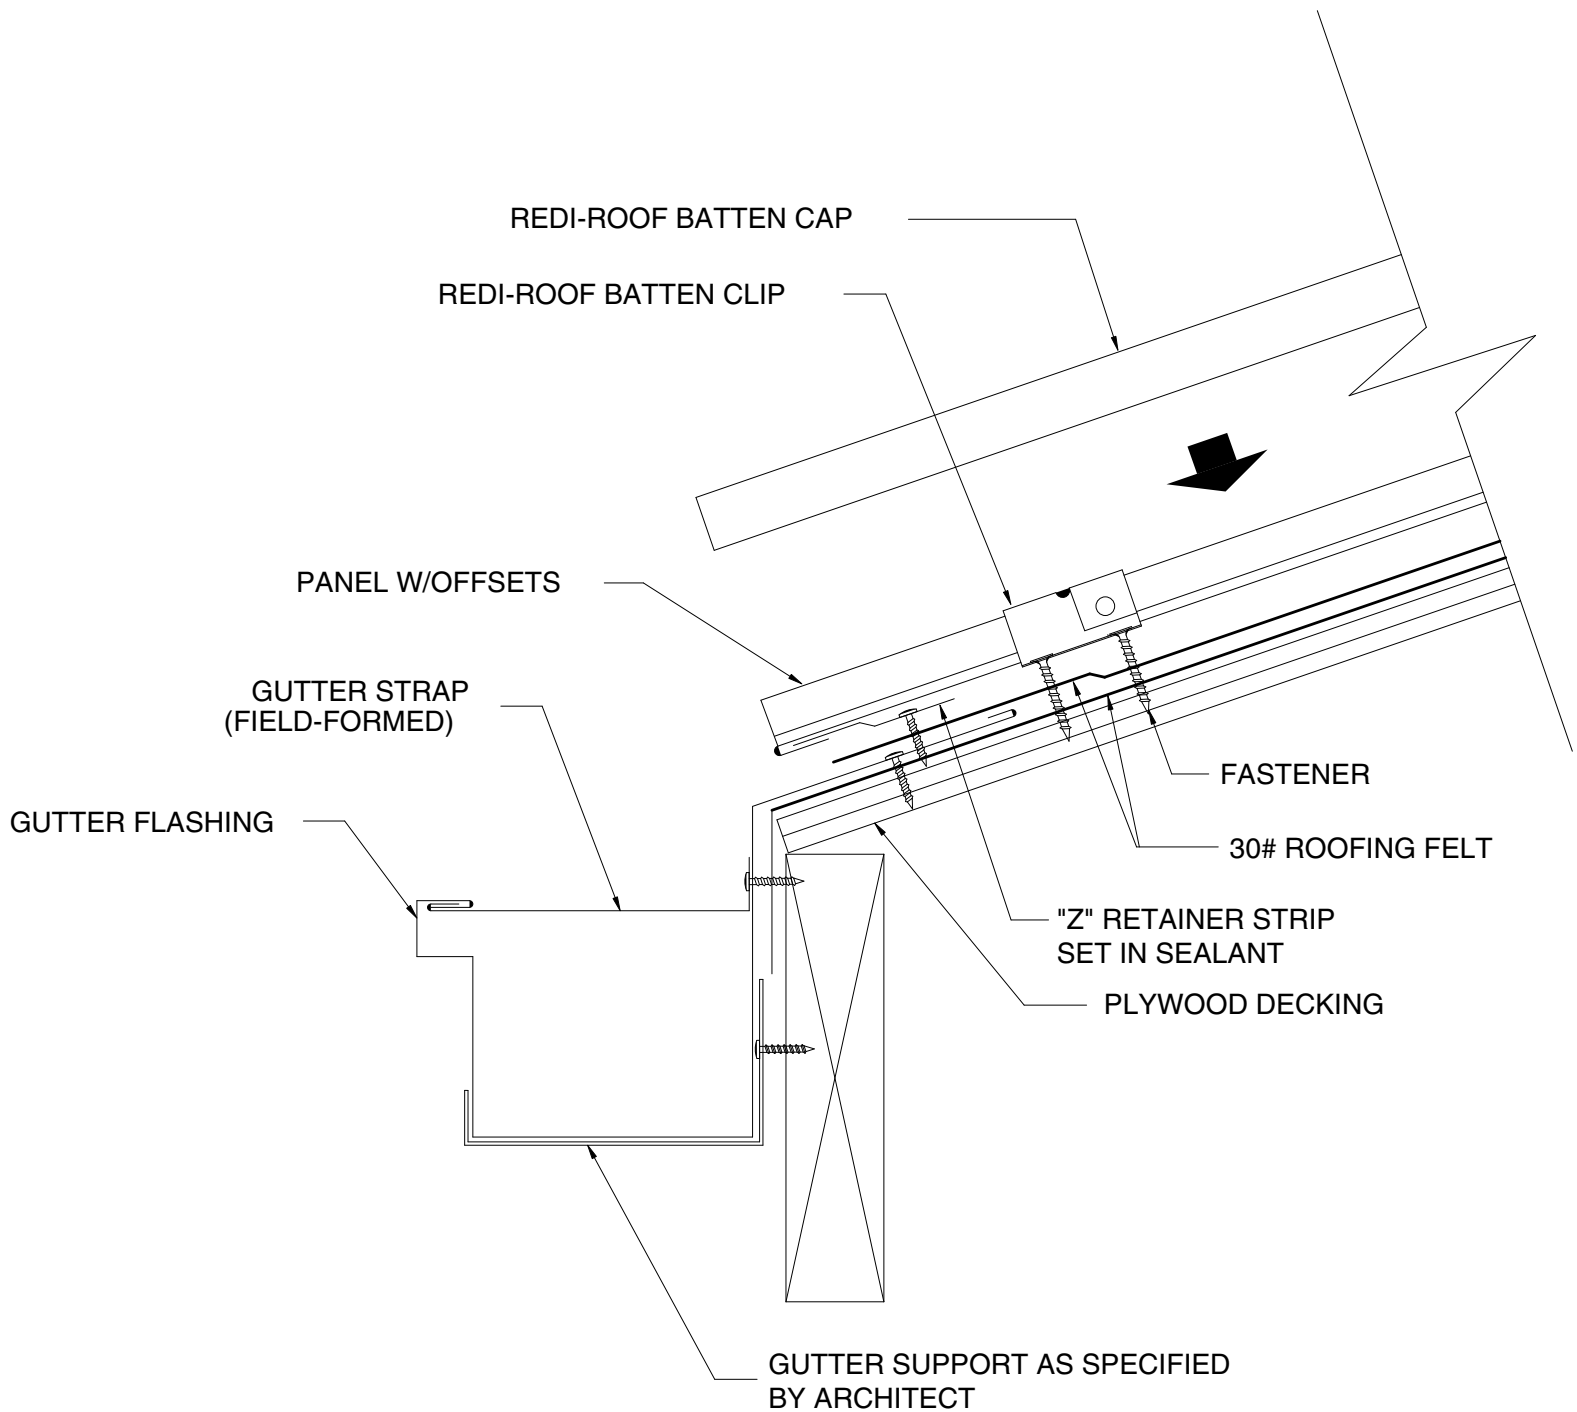 REDI-ROOF BATTEN CAP
REDI-ROOF BATTEN CLIP
PANEL W/OFFSETS
GUTTER STRAP
(FIELD-FORMED)
GUTTER FLASHING
FASTENER
30# ROOFING FELT
"Z" RETAINER STRIP
SET IN SEALANT
PLYWOOD DECKING
GUTTER SUPPORT AS SPECIFIED
BY ARCHITECT